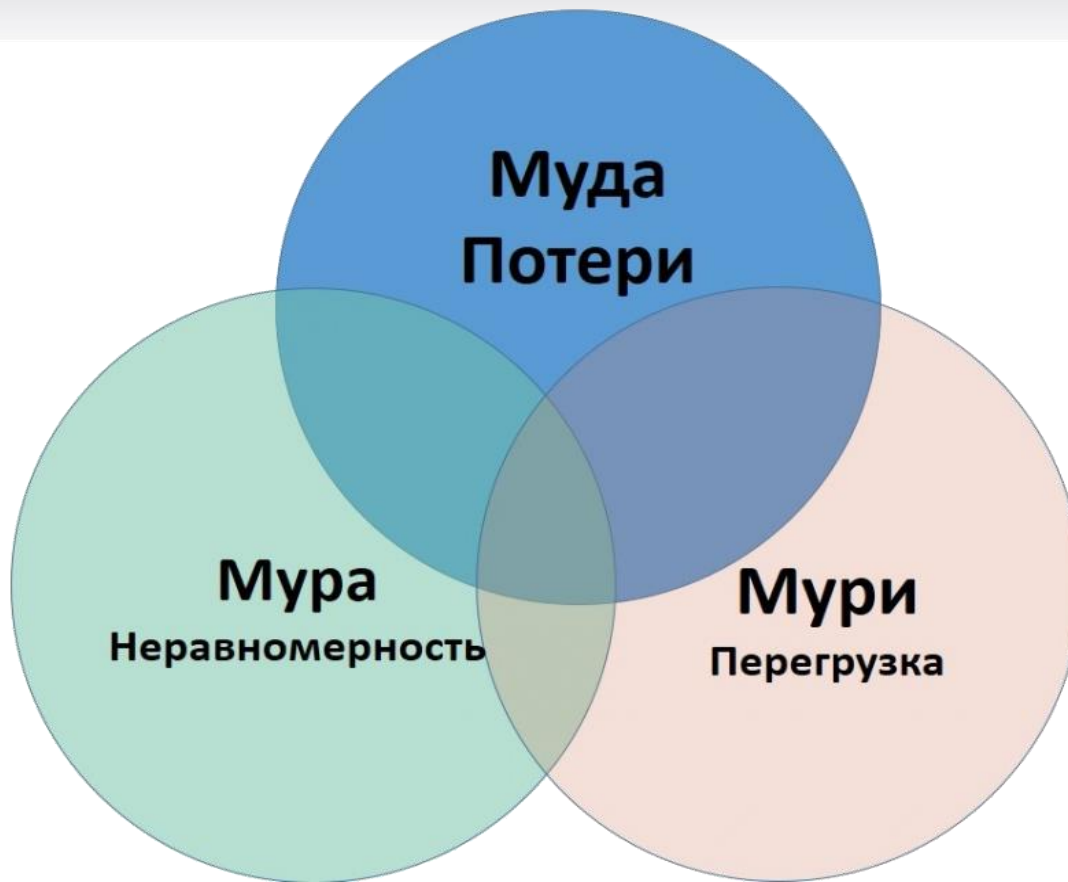 Муда
Потери
Мура
Неравномерность
Мури
Перегрузка